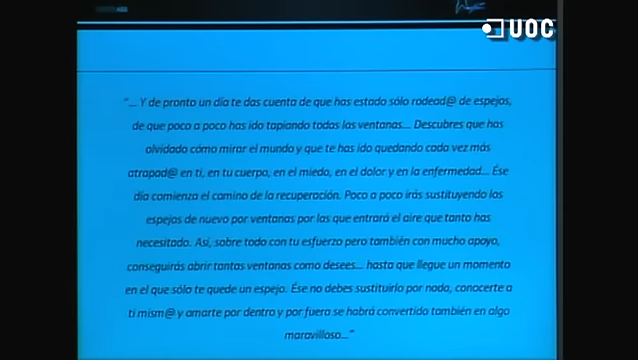 UOC
"... Y de pronto un día te das cuenta de que has estado sólo rodead@ de espejos,
de que poco a poco has ido tapiando todas las ventanas... Descubres que has
olvidado cómo mirar el mundo y que te has ido quedando cada vez más
atrapad@ en ti, en tu cuerpo, en el miedo, en el dolor y en la enfermedad... Ése
día comienza el camino de la recuperación. Poco a poco irás sustituyendo los
espejos de nuevo por ventanas por las que entrará el aire que tanto has
necesitado. Así, sobre todo con tu esfuerzo pero también con mucho apoyo,
conseguirás abrir tantas ventanas como desees... hasta que llegue un momento
en el que sólo te quede un espejo. Ése no debes sustituirlo por nada, conocerte a
ti mism@ y amarte por dentro y por fuera se habrá convertido también en algo
maravilloso..."